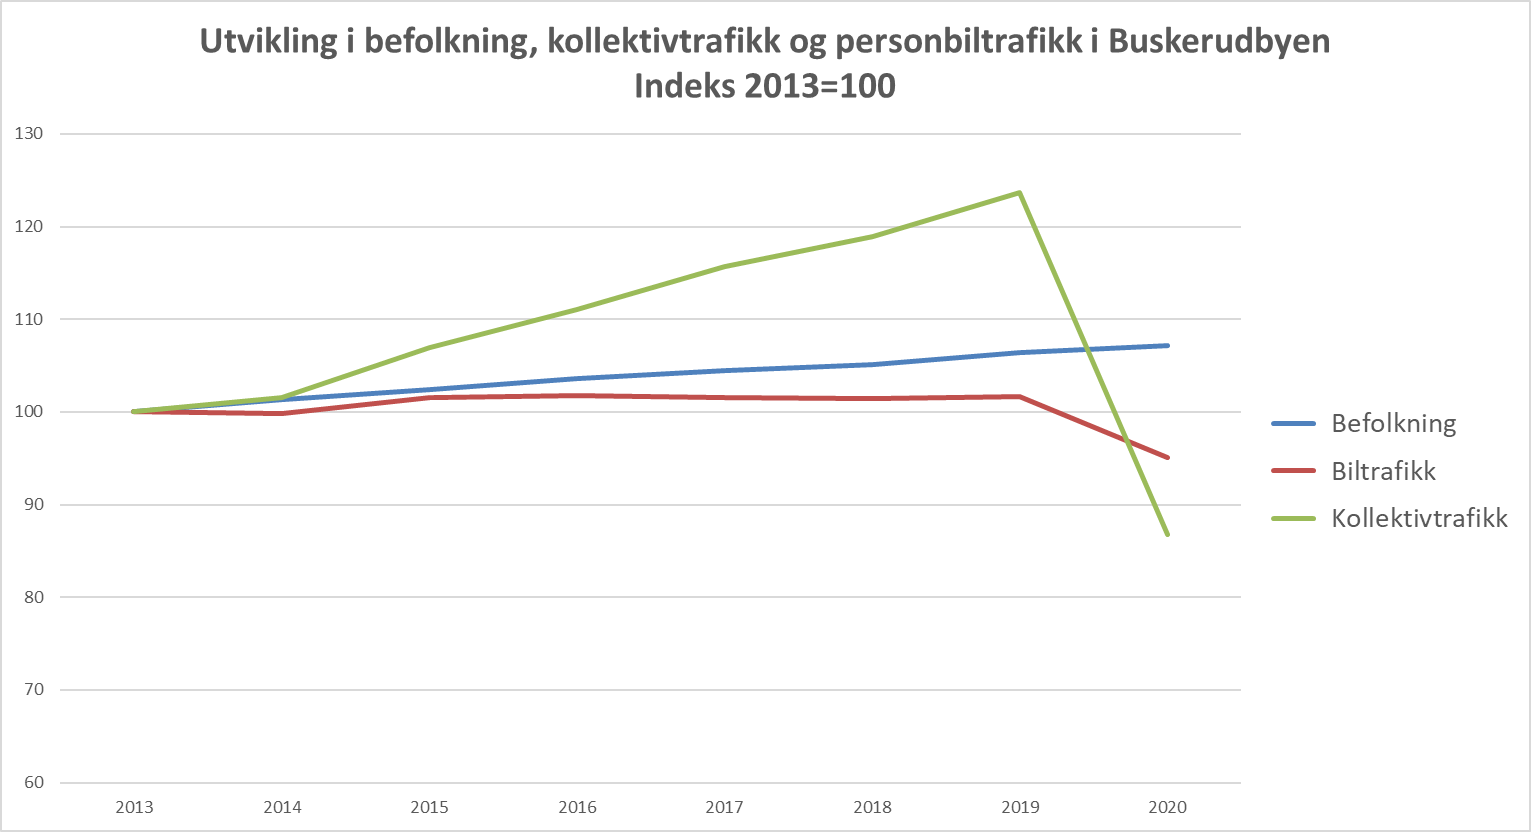 Utvikling i befolkning, kollektivtrafikk og personbiltrafikk i Buskerudbyen
Indeks 2013=100
130
120
110
100
90
80
70
60
2013 2014 2015 2016 2017 2018 2019 2020
Befolkning
Biltrafikk
Kollektivtrafikk